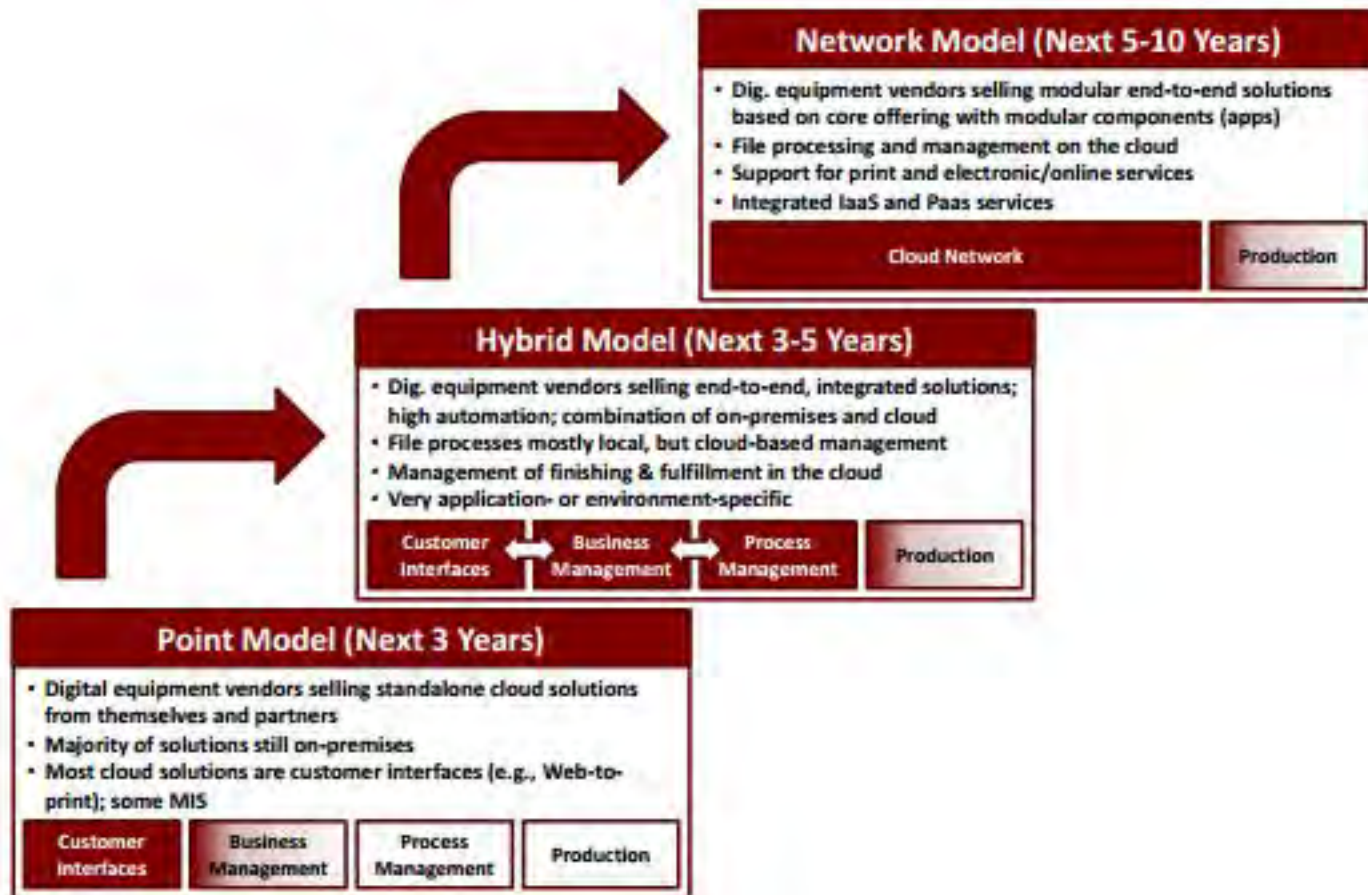 Network Model (Next 5-10 Years)
• Dig. equipment vendors selling modular end-to-end solutions
based on core offering with modular components (apps)
• File processing and management on the cloud
• Support for print and electronic/online services
• Integrated IaaS and Paas services
Cloud Network
Production
Hybrid Model (Next 3-5 Years)
• Dig. equipment vendors selling end-to-end, integrated solutions;
high automation; combination of on-premises and cloud
• File processes mostly local, but cloud-based management
• Management of finishing & fulfillment in the cloud
• Very application- or environment-specific
Customer
Interfaces
Business
Management
Process
Management
Production
Point Model (Next 3 Years)
• Digital equipment vendors selling standalone cloud solutions
from themselves and partners
• Majority of solutions still on-premises
• Most cloud solutions are customer interfaces (e.g., Web-to-
print); some MIS
Customer
Interfaces
Business
Management
Process
Management
Production